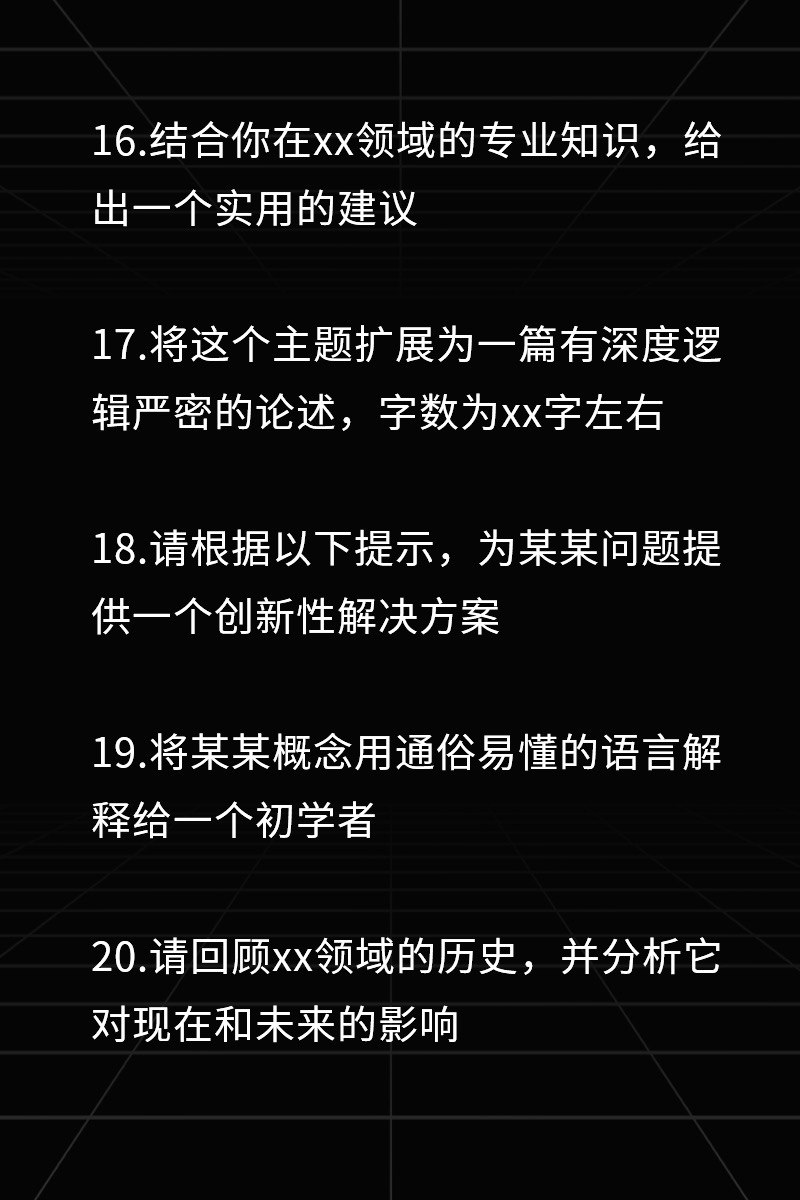 16.结合你在xx领域的专业知识，给
出一个实用的建议
17.将这个主题扩展为一篇有深度逻
辑严密的论述，字数为xx字左右
18.请根据以下提示，为某某问题提
供一个创新性解决方案
19.将某某概念用通俗易懂的语言解
释给一个初学者
20.请回顾xx领域的历史，并分析它
对现在和未来的影响